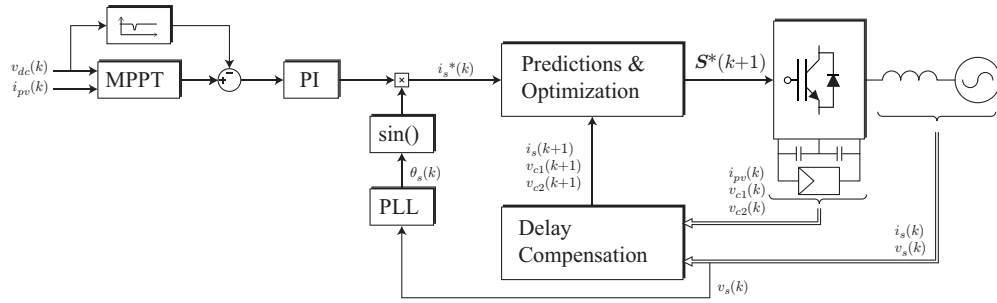 v_dc(k)
i_pv(k)
MPPT
+
−
PI
×
i_s*(k)
sin()
θ_s(k)
PLL
Predictions &
Optimization
S*(k+1)
i_s(k+1)
v_c1(k+1)
v_c2(k+1)
Delay
Compensation
i_pv(k)
v_c1(k)
v_c2(k)
i_s(k)
v_s(k)
v_s(k)